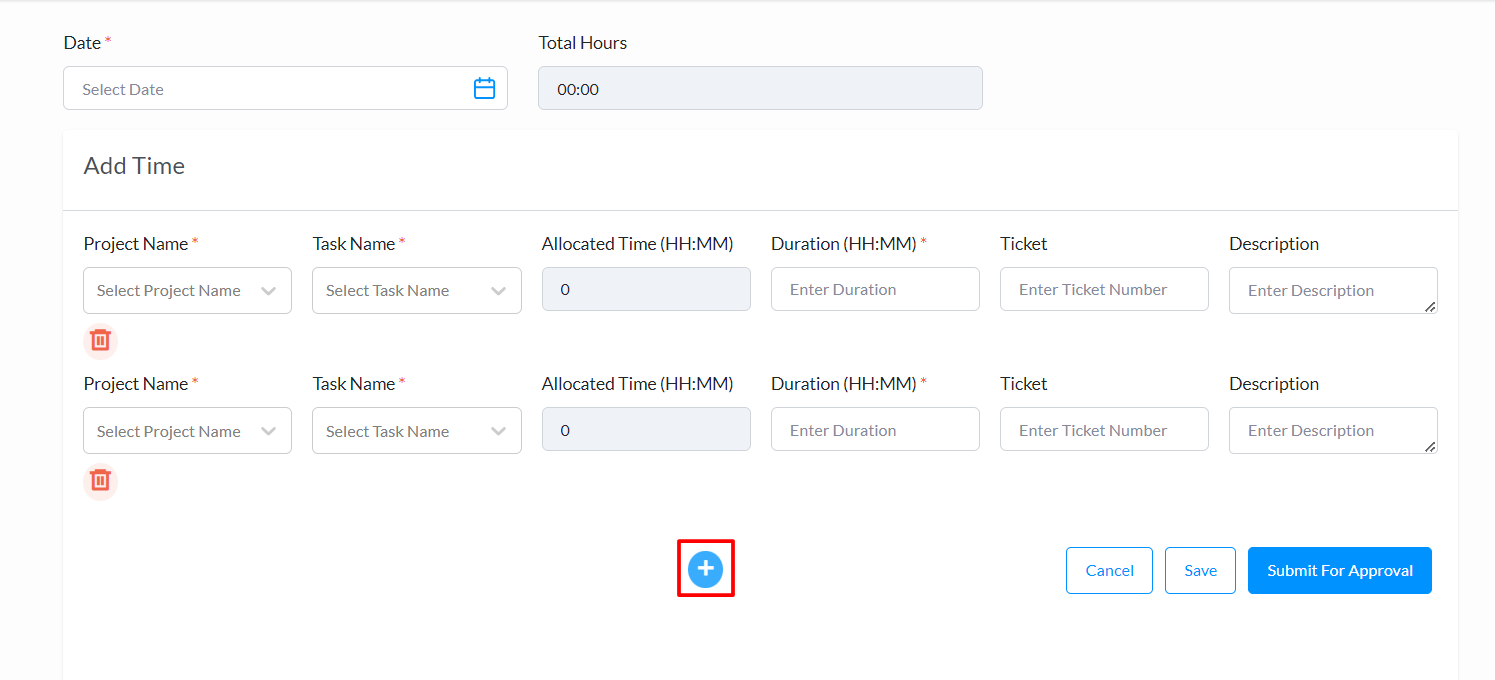 Date * Total Hours
Select Date 00:00
Add Time
Project Name * Task Name * Allocated Time (HH:MM) Duration (HH:MM) * Ticket Description
Select Project Name Select Task Name 0 Enter Duration Enter Ticket Number Enter Description
Project Name * Task Name * Allocated Time (HH:MM) Duration (HH:MM) * Ticket Description
Select Project Name Select Task Name 0 Enter Duration Enter Ticket Number Enter Description
Cancel Save Submit For Approval